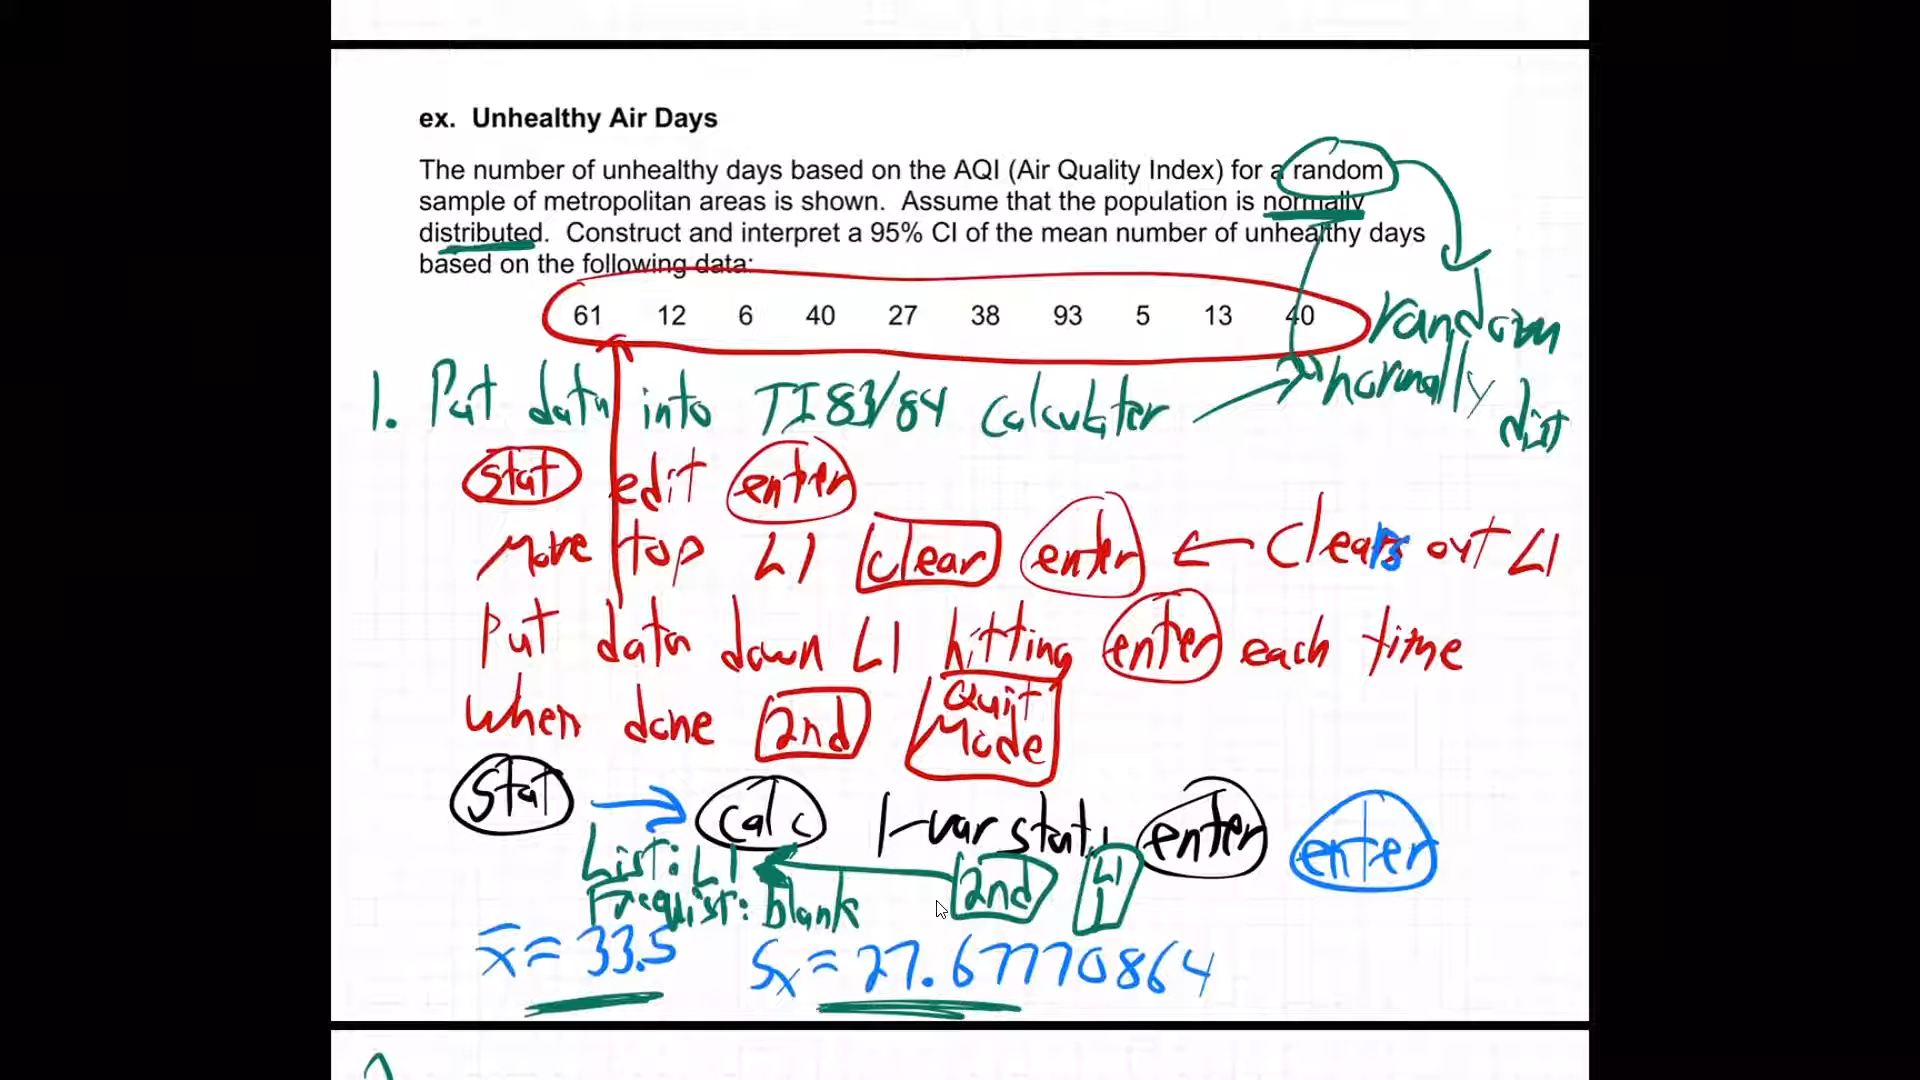 ex. Unhealthy Air Days
The number of unhealthy days based on the AQI (Air Quality Index) for a random
sample of metropolitan areas is shown. Assume that the population is normally
distributed. Construct and interpret a 95% CI of the mean number of unhealthy days
based on the following data:
61 12 6 40 27 38 93 5 13 40
random
normally
dist
1. Put data into TI83/84 calculator
stat edit enter
Move top L1 clear enter ← Clears out L1
Put data down L1 hitting enter each time
When done 2nd Quit
Mode
Stat → calc 1-var stats enter enter
List: L1 2nd L1
1
Freqlist: blank
x̄ = 33.5 Sx = 27.67770864